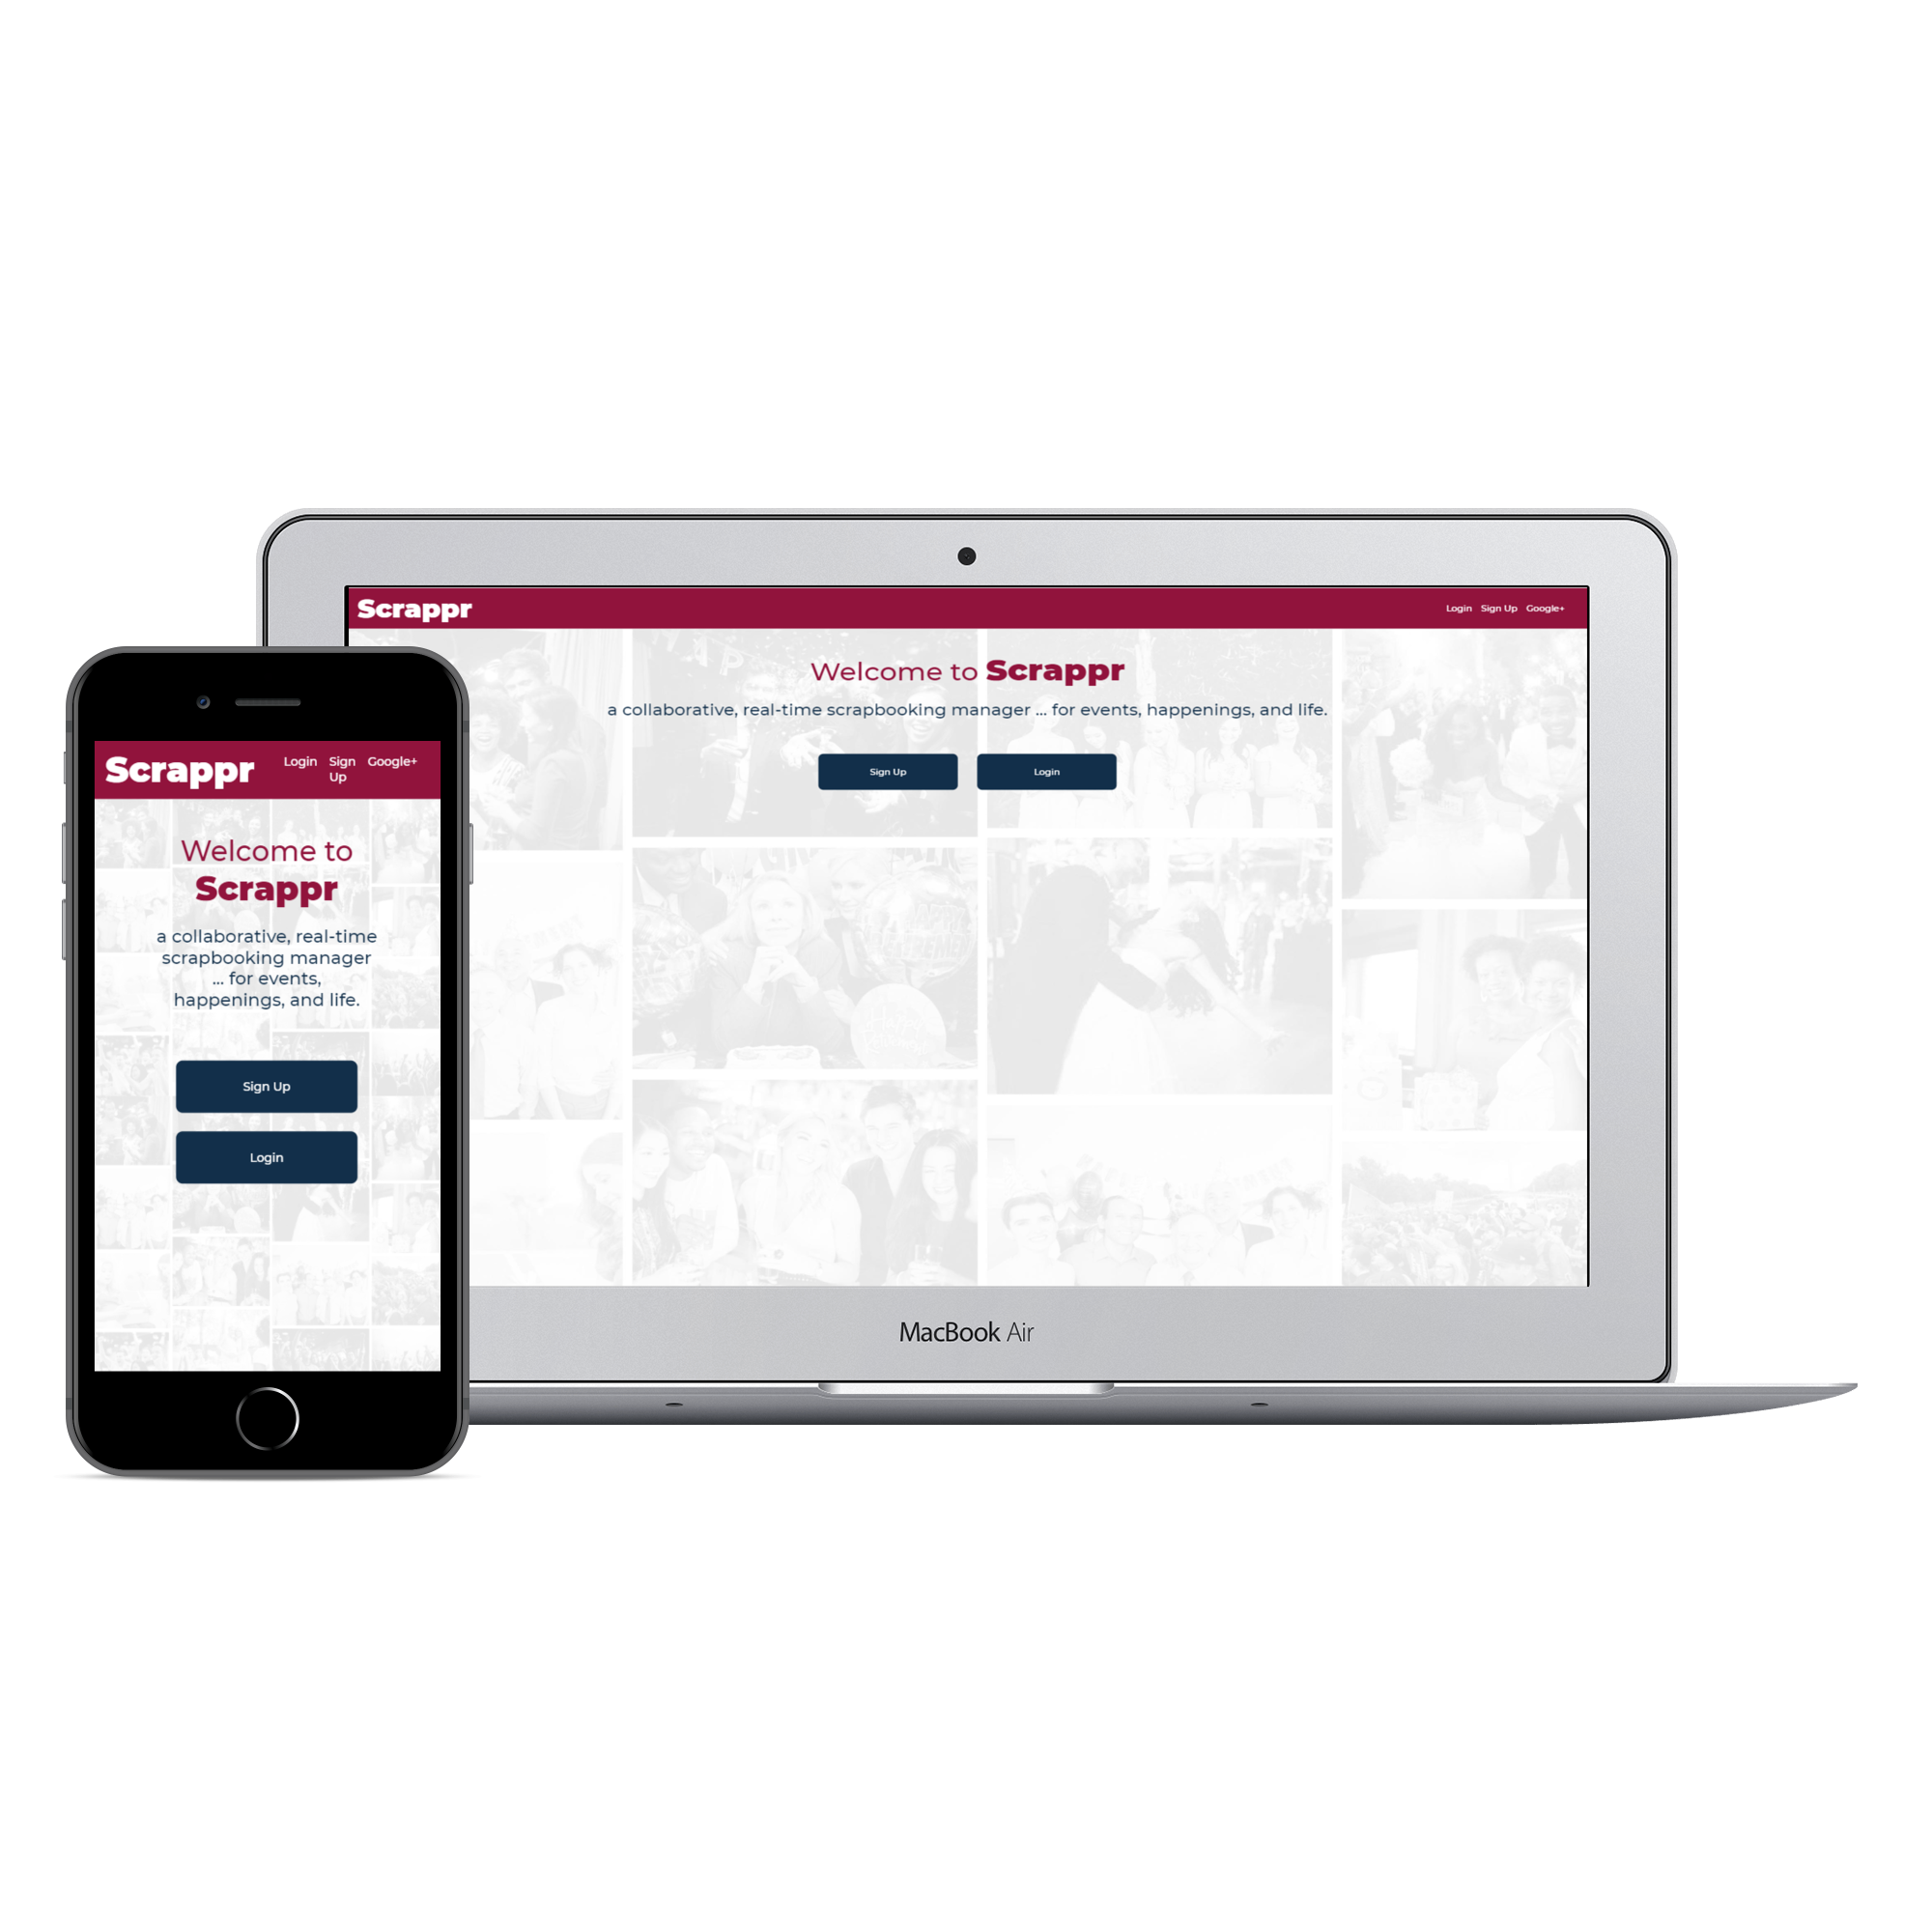 Scrappr
Login Sign Up Google+
Welcome to Scrappr
a collaborative, real-time scrapbooking manager ... for events, happenings, and life.
Sign Up
Login
MacBook Air
Scrappr
Login Sign Google+
Up
Welcome to
Scrappr
a collaborative, real-time
scrapbooking manager
... for events,
happenings, and life.
Sign Up
Login